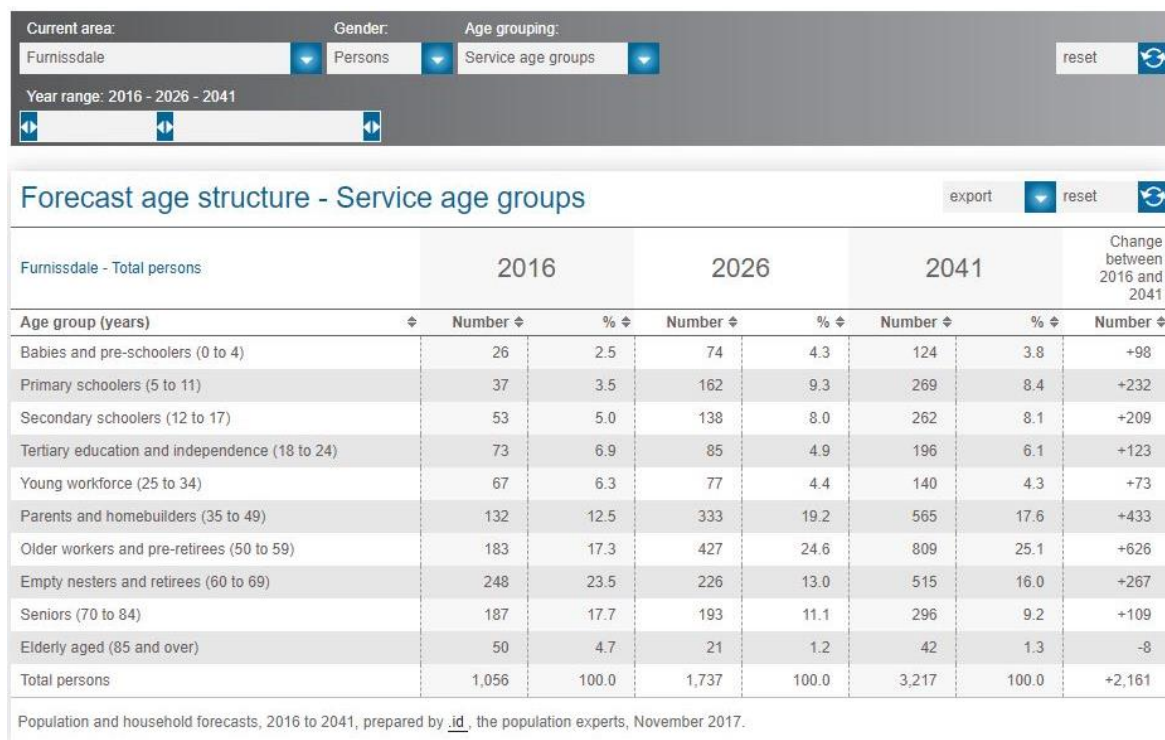 Current area: Gender: Age grouping:
Furnissdale Persons Service age groups reset
Year range: 2016 - 2026 - 2041
Forecast age structure - Service age groups export reset
Furnissdale - Total persons 2016 2026 2041 Change between 2016 and 2041
Age group (years) Number % Number % Number % Number
Babies and pre-schoolers (0 to 4) 26 2.5 74 4.3 124 3.8 +98
Primary schoolers (5 to 11) 37 3.5 162 9.3 269 8.4 +232
Secondary schoolers (12 to 17) 53 5.0 138 8.0 262 8.1 +209
Tertiary education and independence (18 to 24) 73 6.9 85 4.9 196 6.1 +123
Young workforce (25 to 34) 67 6.3 77 4.4 140 4.3 +73
Parents and homebuilders (35 to 49) 132 12.5 333 19.2 565 17.6 +433
Older workers and pre-retirees (50 to 59) 183 17.3 427 24.6 809 25.1 +626
Empty nesters and retirees (60 to 69) 248 23.5 226 13.0 515 16.0 +267
Seniors (70 to 84) 187 17.7 193 11.1 296 9.2 +109
Elderly aged (85 and over) 50 4.7 21 1.2 42 1.3 -8
Total persons 1,056 100.0 1,737 100.0 3,217 100.0 +2,161
Population and household forecasts, 2016 to 2041, prepared by .id , the population experts, November 2017.